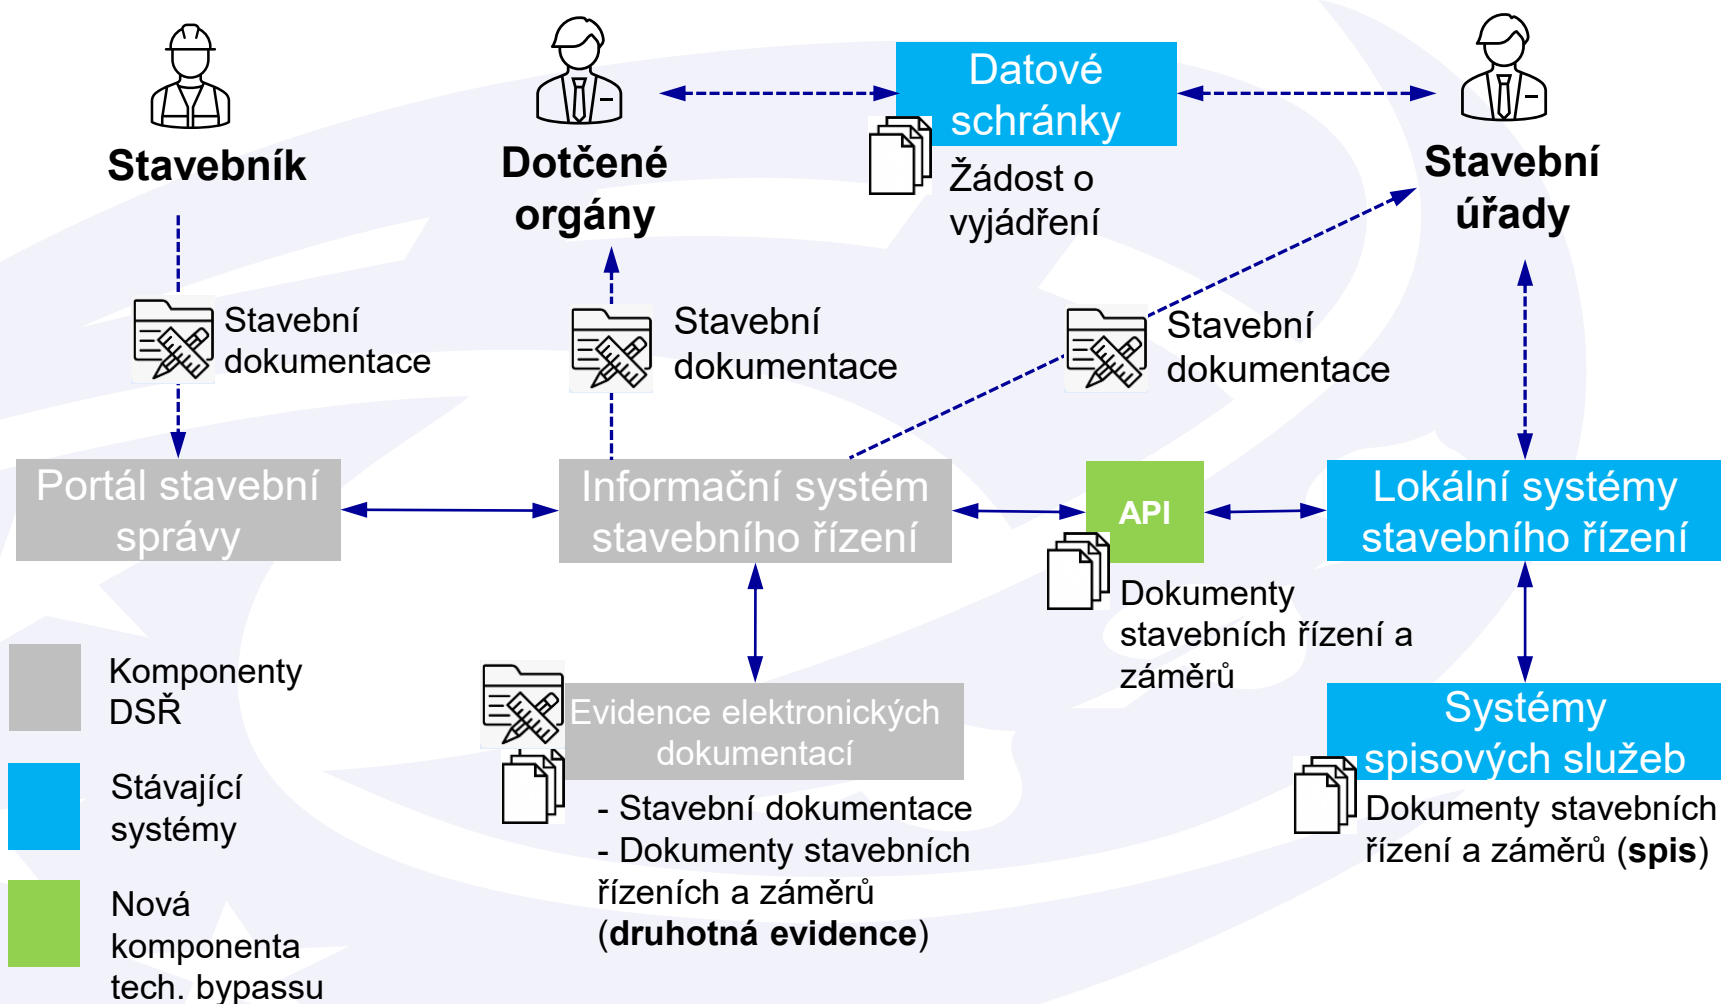 Stavebník
Dotčené
orgány
Datové
schránky
Žádost o
vyjádření
Stavební
úřady
Stavební
dokumentace
Stavební
dokumentace
Stavební
dokumentace
Portál stavební
správy
Informační systém
stavebního řízení
API
Lokální systémy
stavebního řízení
Dokumenty
stavebních řízení a
záměrů
Komponenty
DSŘ
Evidence elektronických
dokumentací
Systémy
spisových služeb
Stávající
systémy
- Stavební dokumentace
- Dokumenty stavebních
řízeních a záměrů
(druhotná evidence)
Dokumenty stavebních
řízení a záměrů (spis)
Nová
komponenta
tech. bypassu